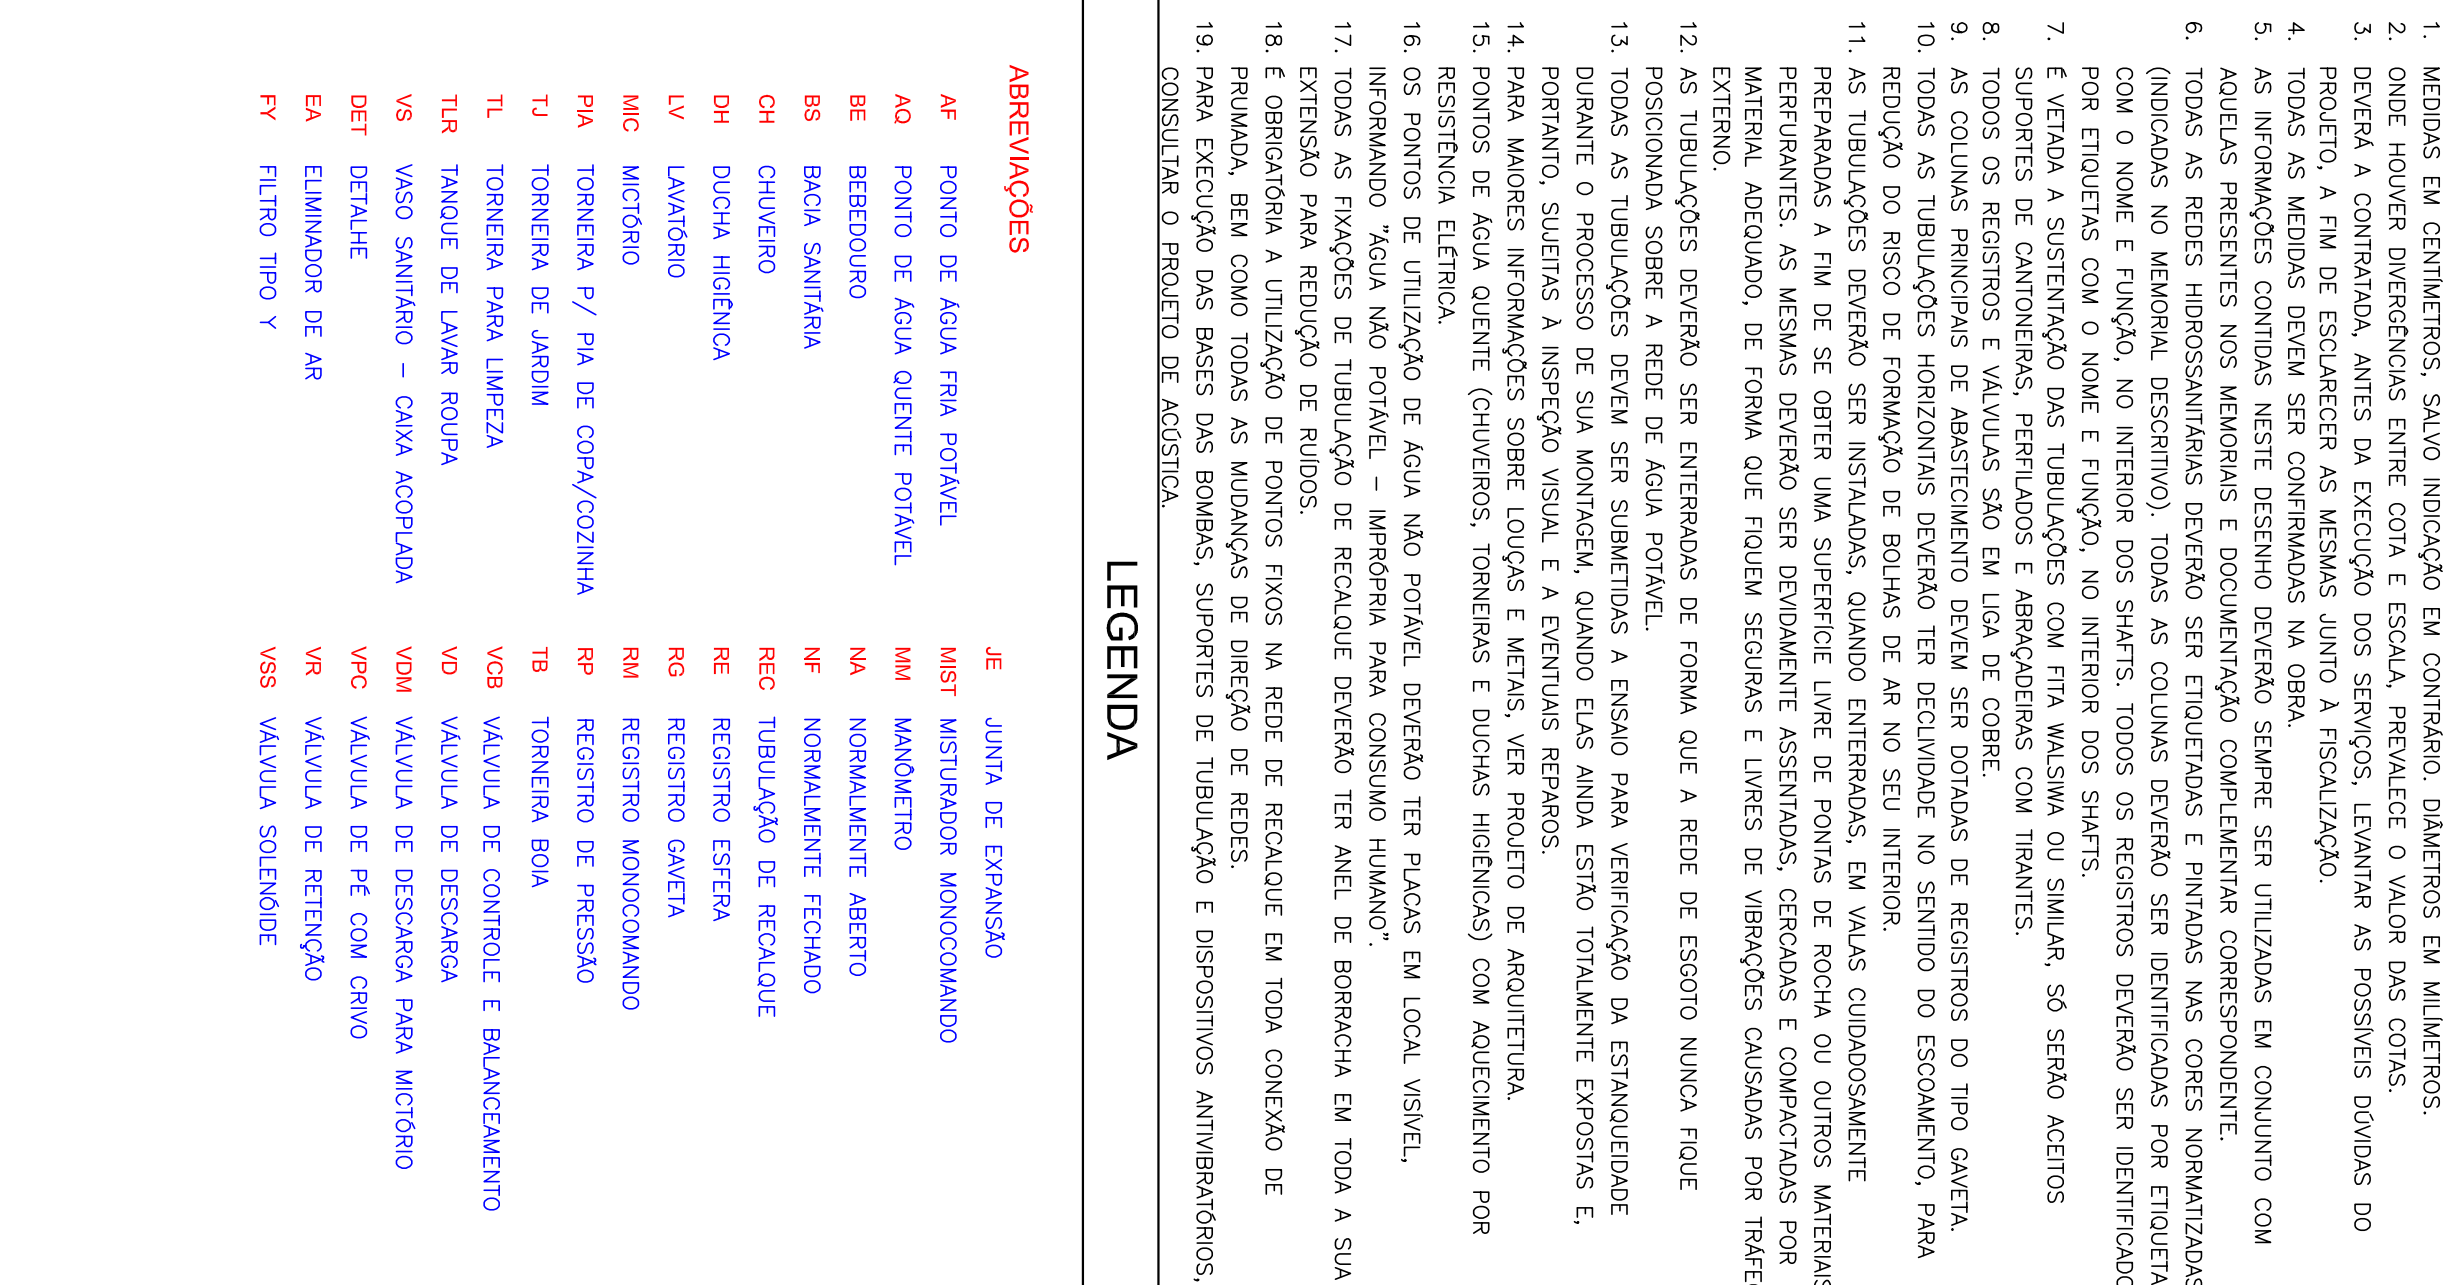 1. MEDIDAS EM CENTÍMETROS, SALVO INDICAÇÃO EM CONTRÁRIO. DIÂMETROS EM MILÍMETROS.
2. ONDE HOUVER DIVERGÊNCIAS ENTRE COTA E ESCALA, PREVALECE O VALOR DAS COTAS.
3. DEVERÁ A CONTRATADA, ANTES DA EXECUÇÃO DOS SERVIÇOS, LEVANTAR AS POSSÍVEIS DÚVIDAS DO
PROJETO, A FIM DE ESCLARECER AS MESMAS JUNTO À FISCALIZAÇÃO.
4. TODAS AS MEDIDAS DEVEM SER CONFIRMADAS NA OBRA.
5. AS INFORMAÇÕES CONTIDAS NESTE DESENHO DEVERÃO SEMPRE SER UTILIZADAS EM CONJUNTO COM
AQUELAS PRESENTES NOS MEMORIAIS E DOCUMENTAÇÃO COMPLEMENTAR CORRESPONDENTE.
6. TODAS AS REDES HIDROSSANITÁRIAS DEVERÃO SER ETIQUETADAS E PINTADAS NAS CORES NORMATIZADAS
(INDICADAS NO MEMORIAL DESCRITIVO). TODAS AS COLUNAS DEVERÃO SER IDENTIFICADAS POR ETIQUETA
COM O NOME E FUNÇÃO, NO INTERIOR DOS SHAFTS. TODOS OS REGISTROS DEVERÃO SER IDENTIFICADO
POR ETIQUETAS COM O NOME E FUNÇÃO, NO INTERIOR DOS SHAFTS.
7. É VETADA A SUSTENTAÇÃO DAS TUBULAÇÕES COM FITA WALSIWA OU SIMILAR, SÓ SERÃO ACEITOS
SUPORTES DE CANTONEIRAS, PERFILADOS E ABRAÇADEIRAS COM TIRANTES.
8. TODOS OS REGISTROS E VÁLVULAS SÃO EM LIGA DE COBRE.
9. AS COLUNAS PRINCIPAIS DE ABASTECIMENTO DEVEM SER DOTADAS DE REGISTROS DO TIPO GAVETA.
10. TODAS AS TUBULAÇÕES HORIZONTAIS DEVERÃO TER DECLIVIDADE NO SENTIDO DO ESCOAMENTO, PARA
REDUÇÃO DO RISCO DE FORMAÇÃO DE BOLHAS DE AR NO SEU INTERIOR.
11. AS TUBULAÇÕES DEVERÃO SER INSTALADAS, QUANDO ENTERRADAS, EM VALAS CUIDADOSAMENTE
PREPARADAS A FIM DE SE OBTER UMA SUPERFÍCIE LIVRE DE PONTAS DE ROCHA OU OUTROS MATERIAIS
PERFURANTES. AS MESMAS DEVERÃO SER DEVIDAMENTE ASSENTADAS, CERCADAS E COMPACTADAS POR
MATERIAL ADEQUADO, DE FORMA QUE FIQUEM SEGURAS E LIVRES DE VIBRAÇÕES CAUSADAS POR TRÁFEG
EXTERNO.
12. AS TUBULAÇÕES DEVERÃO SER ENTERRADAS DE FORMA QUE A REDE DE ESGOTO NUNCA FIQUE
POSICIONADA SOBRE A REDE DE ÁGUA POTÁVEL.
13. TODAS AS TUBULAÇÕES DEVEM SER SUBMETIDAS A ENSAIO PARA VERIFICAÇÃO DA ESTANQUEIDADE
DURANTE O PROCESSO DE SUA MONTAGEM, QUANDO ELAS AINDA ESTÃO TOTALMENTE EXPOSTAS E,
PORTANTO, SUJEITAS À INSPEÇÃO VISUAL E A EVENTUAIS REPAROS.
14. PARA MAIORES INFORMAÇÕES SOBRE LOUÇAS E METAIS, VER PROJETO DE ARQUITETURA.
15. PONTOS DE ÁGUA QUENTE (CHUVEIROS, TORNEIRAS E DUCHAS HIGIÊNICAS) COM AQUECIMENTO POR
RESISTÊNCIA ELÉTRICA.
16. OS PONTOS DE UTILIZAÇÃO DE ÁGUA NÃO POTÁVEL DEVERÃO TER PLACAS EM LOCAL VISÍVEL,
INFORMANDO "ÁGUA NÃO POTÁVEL – IMPRÓPRIA PARA CONSUMO HUMANO".
17. TODAS AS FIXAÇÕES DE TUBULAÇÃO DE RECALQUE DEVERÃO TER ANEL DE BORRACHA EM TODA A SUA
EXTENSÃO PARA REDUÇÃO DE RUÍDOS.
18. É OBRIGATÓRIA A UTILIZAÇÃO DE PONTOS FIXOS NA REDE DE RECALQUE EM TODA CONEXÃO DE
PRUMADA, BEM COMO TODAS AS MUDANÇAS DE DIREÇÃO DE REDES.
19. PARA EXECUÇÃO DAS BASES DAS BOMBAS, SUPORTES DE TUBULAÇÃO E DISPOSITIVOS ANTIVIBRATÓRIOS,
CONSULTAR O PROJETO DE ACÚSTICA.
LEGENDA
ABREVIAÇÕES
AF PONTO DE ÁGUA FRIA POTÁVEL
AQ PONTO DE ÁGUA QUENTE POTÁVEL
BE BEBEDOURO
BS BACIA SANITÁRIA
CH CHUVEIRO
DH DUCHA HIGIÊNICA
LV LAVATÓRIO
MIC MICTÓRIO
PIA TORNEIRA P/ PIA DE COPA/COZINHA
TJ TORNEIRA DE JARDIM
TL TORNEIRA PARA LIMPEZA
TLR TANQUE DE LAVAR ROUPA
VS VASO SANITÁRIO – CAIXA ACOPLADA
DET DETALHE
EA ELIMINADOR DE AR
FY FILTRO TIPO Y
JE JUNTA DE EXPANSÃO
MIST MISTURADOR MONOCOMANDO
MM MANÔMETRO
NA NORMALMENTE ABERTO
NF NORMALMENTE FECHADO
REC TUBULAÇÃO DE RECALQUE
RE REGISTRO ESFERA
RG REGISTRO GAVETA
RM REGISTRO MONOCOMANDO
RP REGISTRO DE PRESSÃO
TB TORNEIRA BOIA
VCB VÁLVULA DE CONTROLE E BALANCEAMENTO
VD VÁLVULA DE DESCARGA
VDM VÁLVULA DE DESCARGA PARA MICTÓRIO
VPC VÁLVULA DE PÉ COM CRIVO
VR VÁLVULA DE RETENÇÃO
VSS VÁLVULA SOLENÓIDE